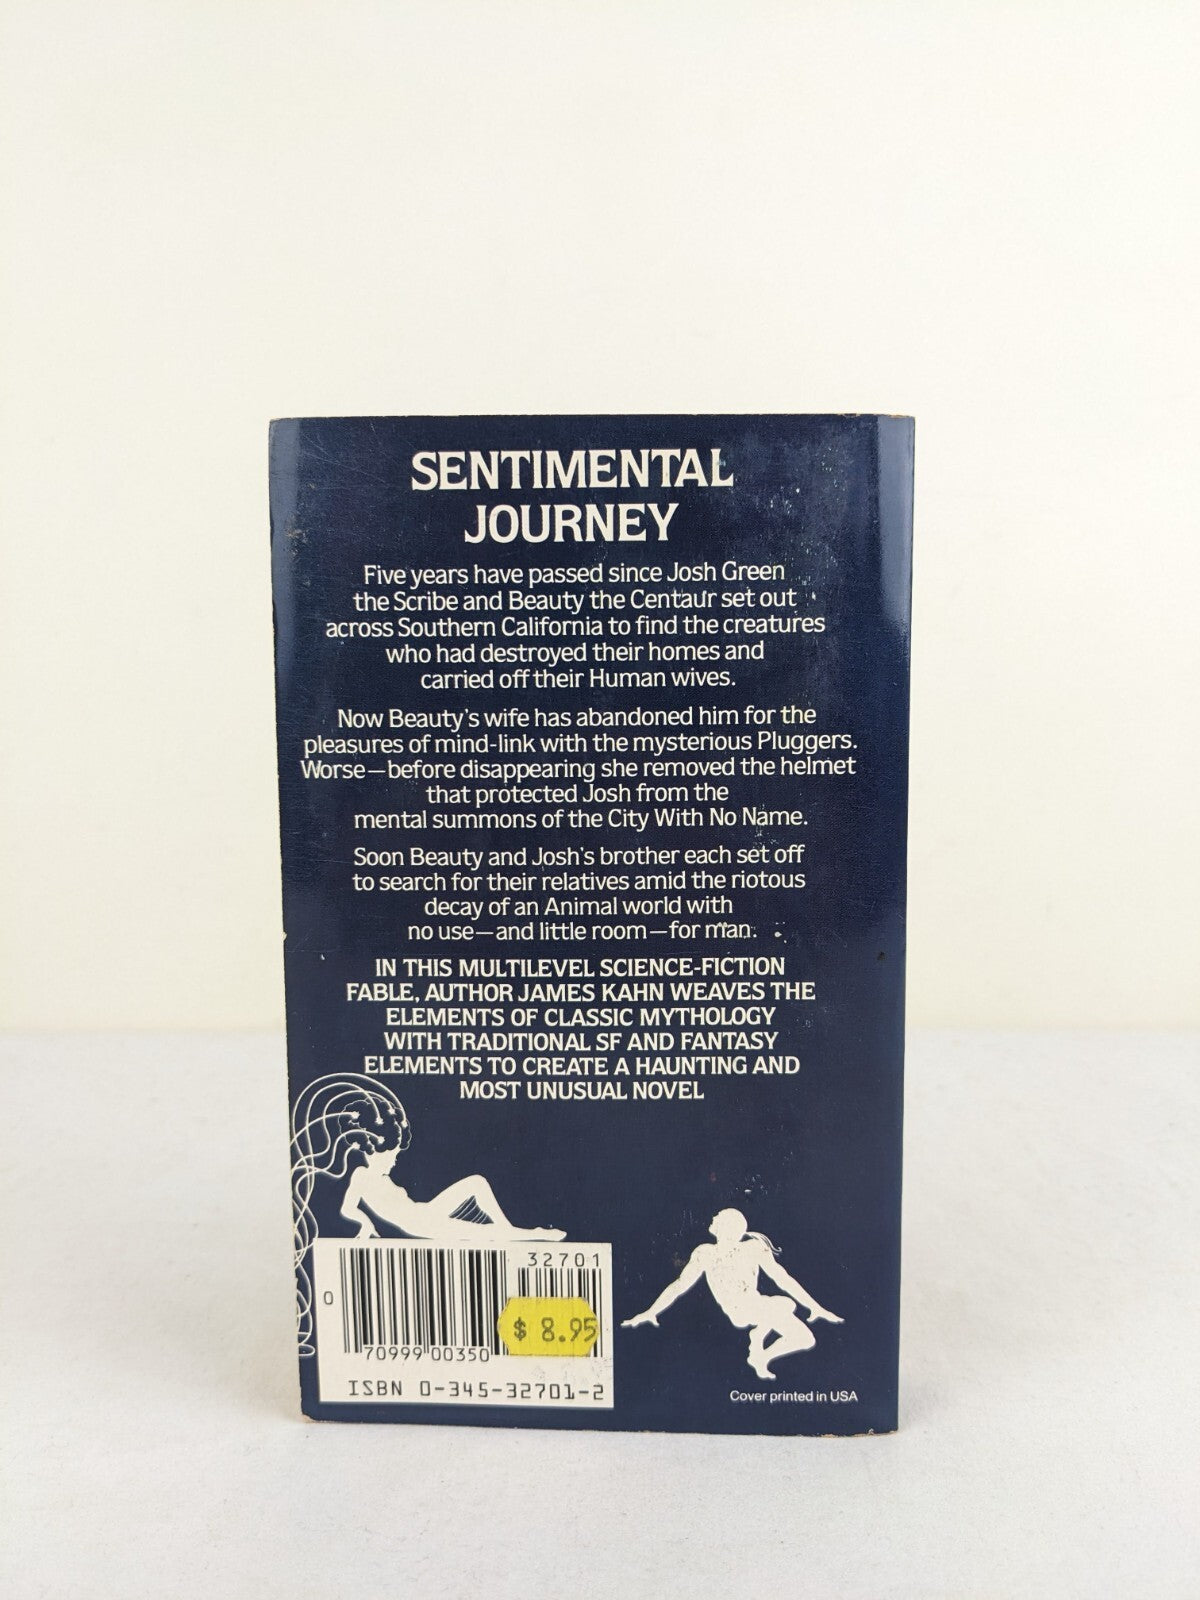 SENTIMENTAL
JOURNEY
Five years have passed since Josh Green
the Scribe and Beauty the Centaur set out
across Southern California to find the creatures
who had destroyed their homes and
carried off their Human wives.
Now Beauty's wife has abandoned him for the
pleasures of mind-link with the mysterious Pluggers.
Worse—before disappearing she removed the helmet
that protected Josh from the
mental summons of the City With No Name.
Soon Beauty and Josh's brother each set off
to search for their relatives amid the riotous
decay of an Animal world with
no use—and little room—for man.
IN THIS MULTILEVEL SCIENCE-FICTION
FABLE, AUTHOR JAMES KAHN WEAVES THE
ELEMENTS OF CLASSIC MYTHOLOGY
WITH TRADITIONAL SF AND FANTASY
ELEMENTS TO CREATE A HAUNTING AND
MOST UNUSUAL NOVEL
32701
0
$ 8.95
70999 00350
ISBN 0-345-32701-2
Cover printed in USA